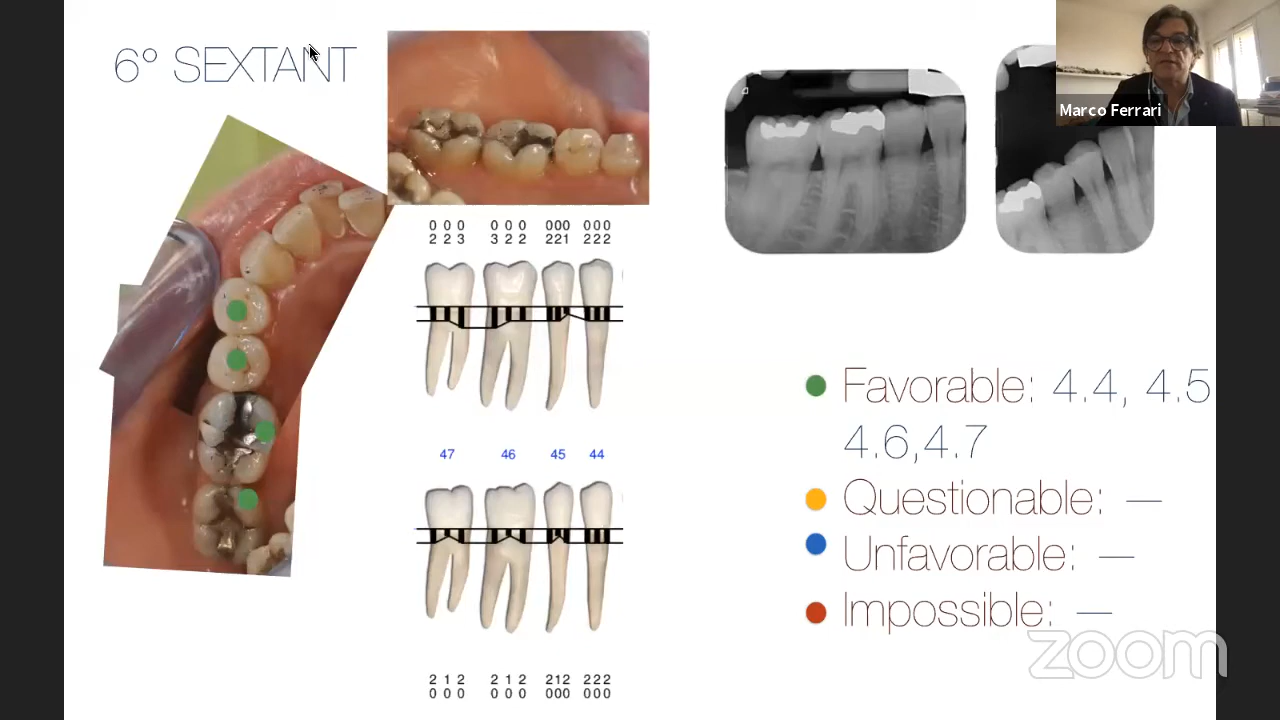 6º SEXTANT
Marco Ferrari
0 0 0 0 0 0 000 000
2 2 3 3 2 2 221 222
47 46 45 44
2 1 2 2 1 2 212 222
0 0 0 0 0 0 000 000
Favorable: 4.4, 4.5
4.6,4.7
Questionable: —
Unfavorable: —
Impossible: —
zoom